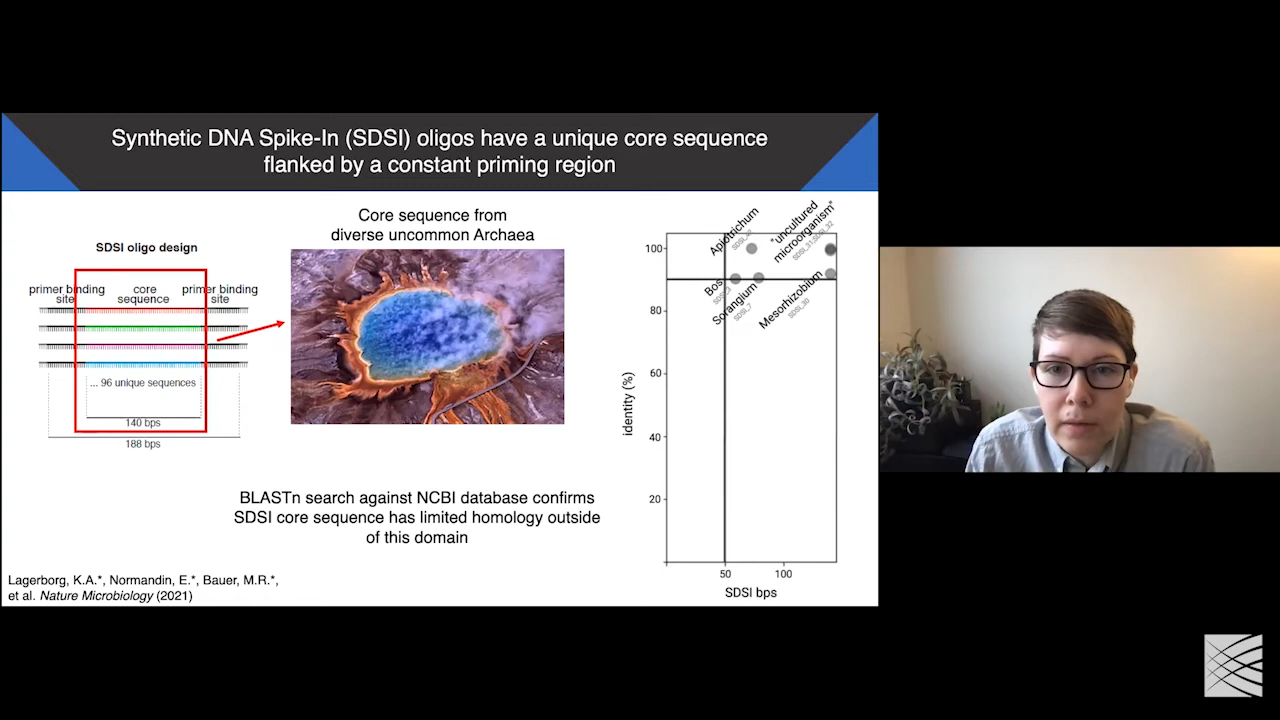 Synthetic DNA Spike-In (SDSI) oligos have a unique core sequence
flanked by a constant priming region
SDSI oligo design
primer binding site
core sequence
primer binding site
... 96 unique sequences
140 bps
188 bps
Core sequence from
diverse uncommon Archaea
BLASTn search against NCBI database confirms
SDSI core sequence has limited homology outside
of this domain
Lagerborg, K.A.*, Normandin, E.*, Bauer, M.R.*,
et al. Nature Microbiology (2021)
identity (%)
100
80
60
40
20
50
100
SDSI bps
Apiotrichum
"uncultured
microorganism"
SDSI_31,SDSI_32
Bos
Sorangium
SDSI_7
Mesorhizobium
SDSI_30